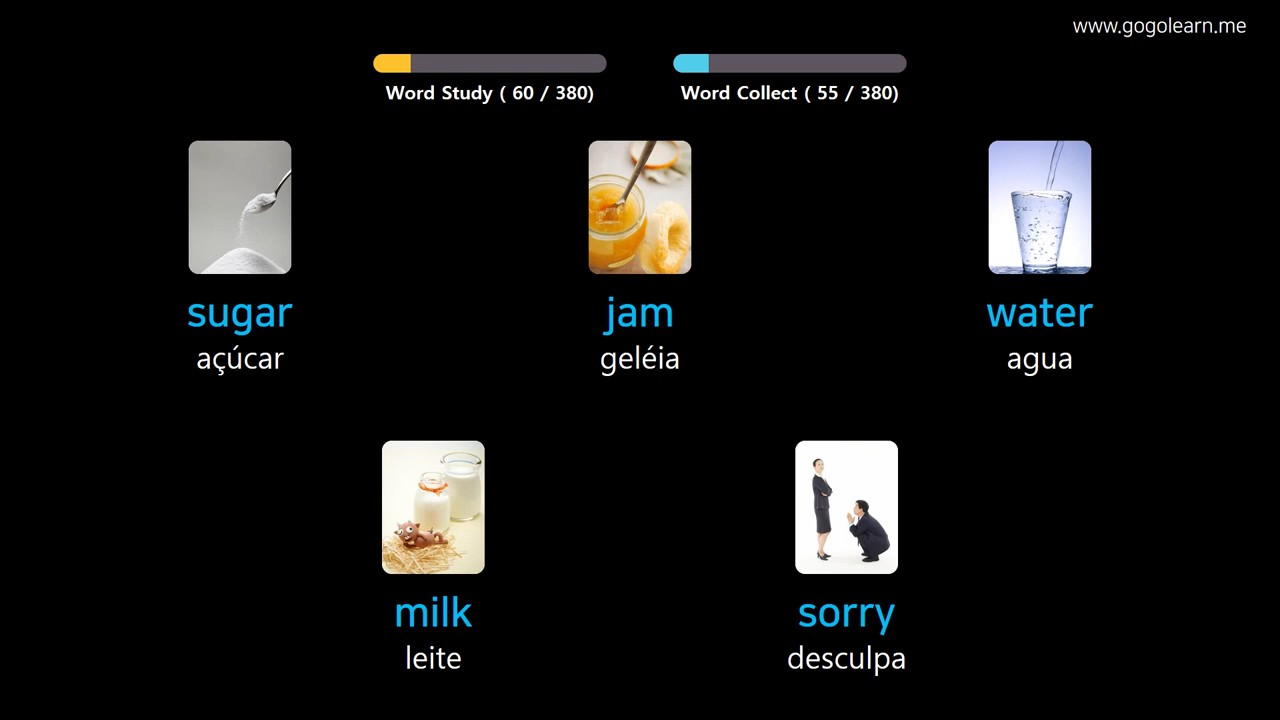 www.gogolearn.me
Word Study ( 60 / 380)
Word Collect ( 55 / 380)
sugar
açúcar
jam
geléia
water
agua
milk
leite
sorry
desculpa